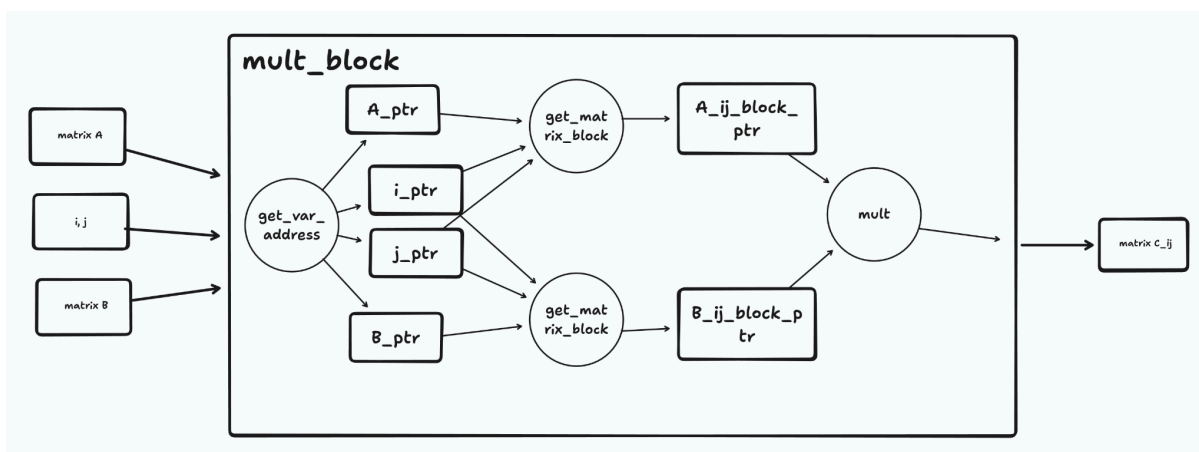 mult_block
matrix A
i, j
matrix B
get_var_
address
A_ptr
i_ptr
j_ptr
B_ptr
get_mat
rix_block
get_mat
rix_block
A_ij_block_
ptr
B_ij_block_p
tr
mult
matrix C_ij